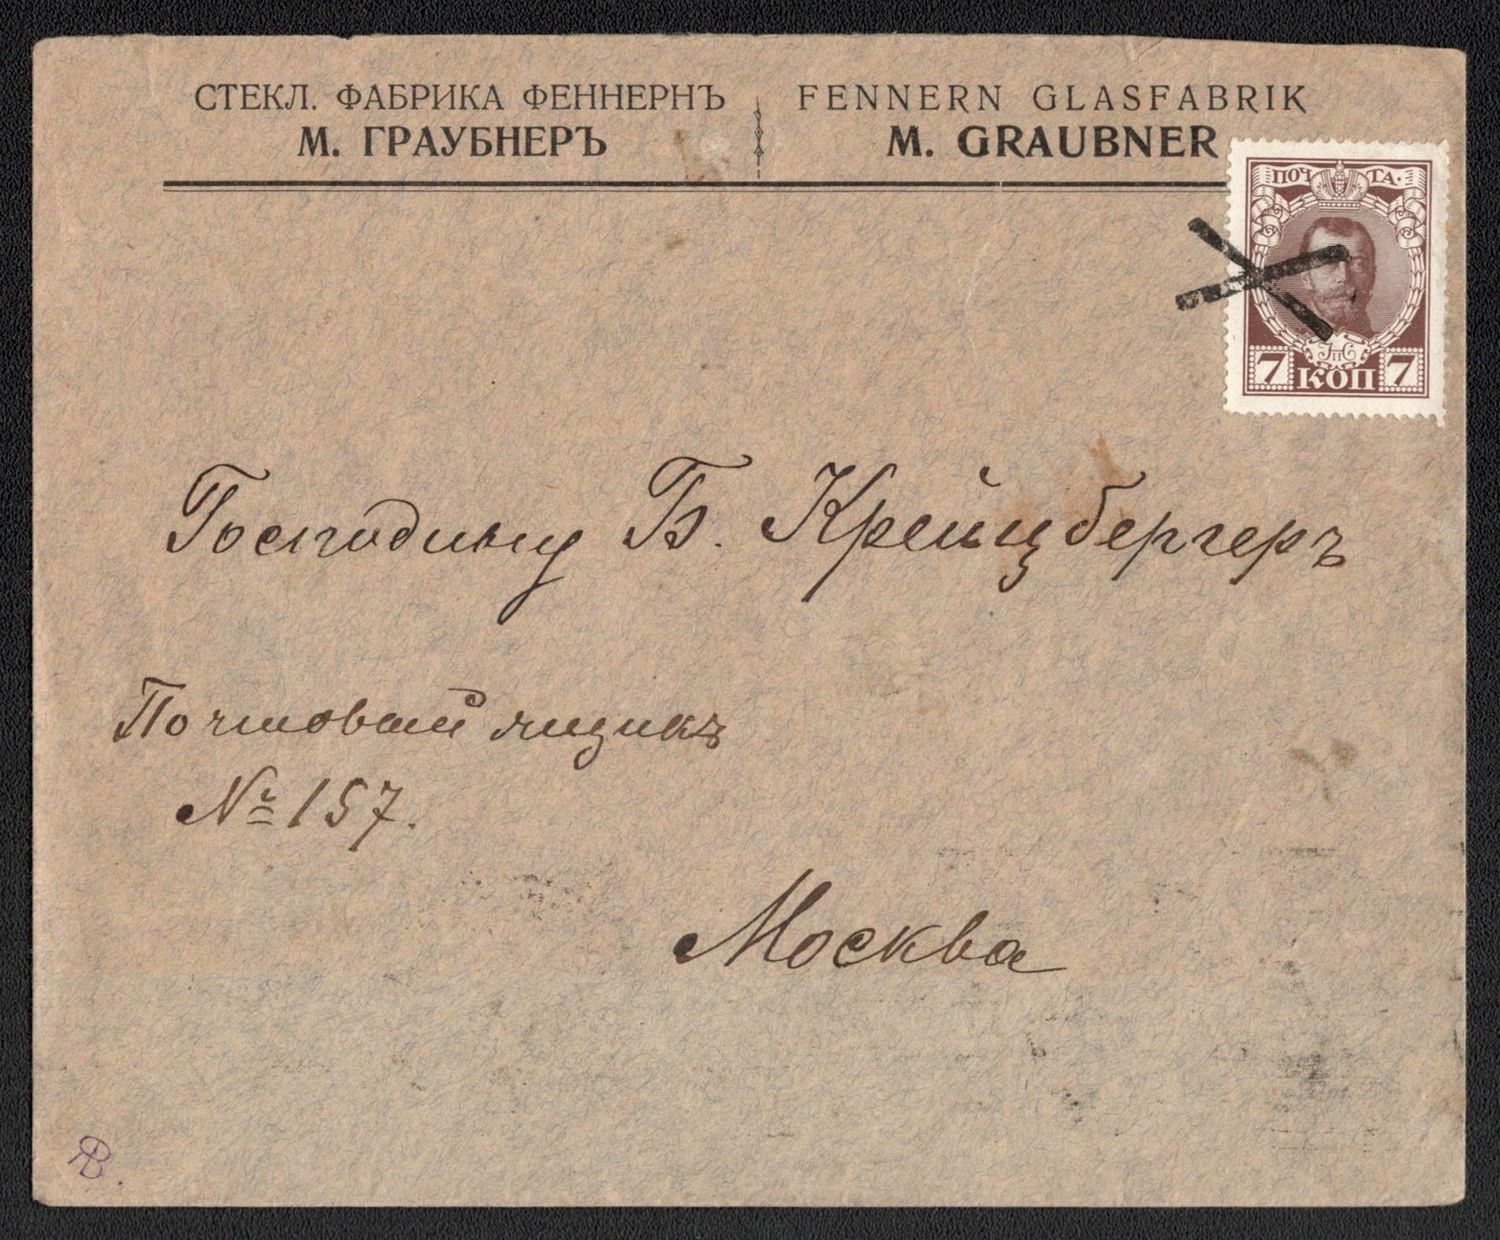 СТЕКЛ. ФАБРИКА ФЕННЕРНЪ
М. ГРАУБНЕРЪ
FENNERN GLASFABRIK
M. GRAUBNER
ПОЧТА.
7 КОП 7
Господину Б. Крейцбергеръ
Почтовый ящикъ
№ 157.
Москва